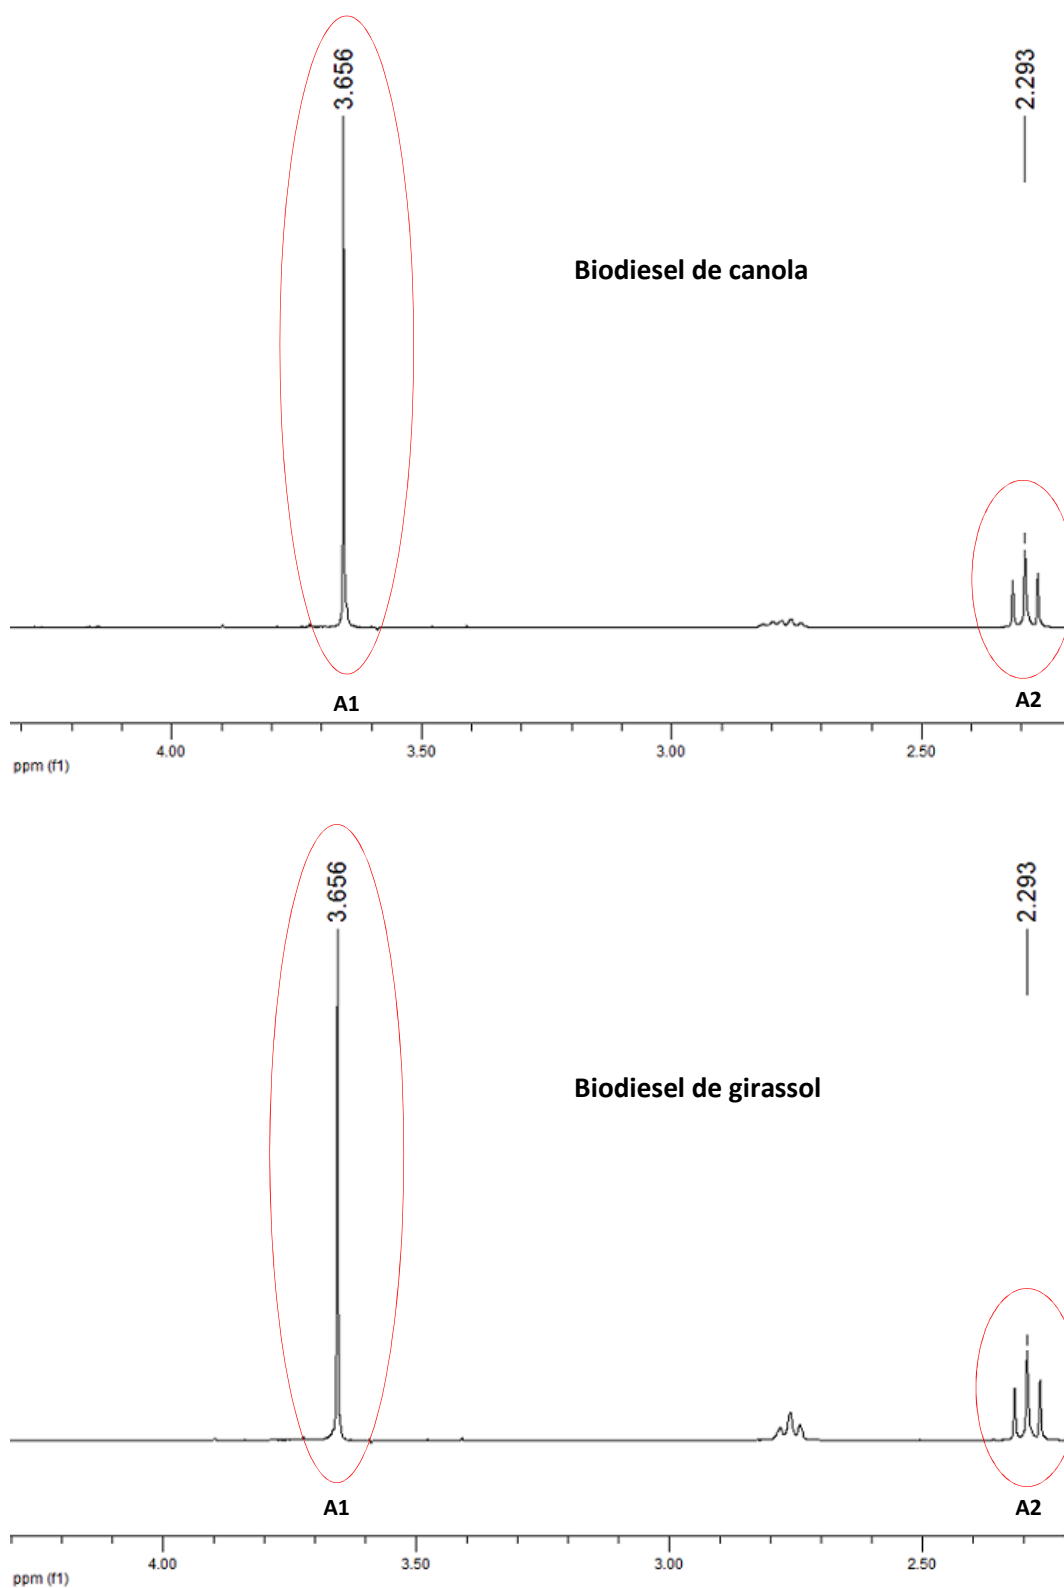 3.656
2.293
Biodiesel de canola
A1
A2
4.00
3.50
3.00
2.50
ppm (f1)
3.656
2.293
Biodiesel de girassol
A1
A2
4.00
3.50
3.00
2.50
ppm (f1)